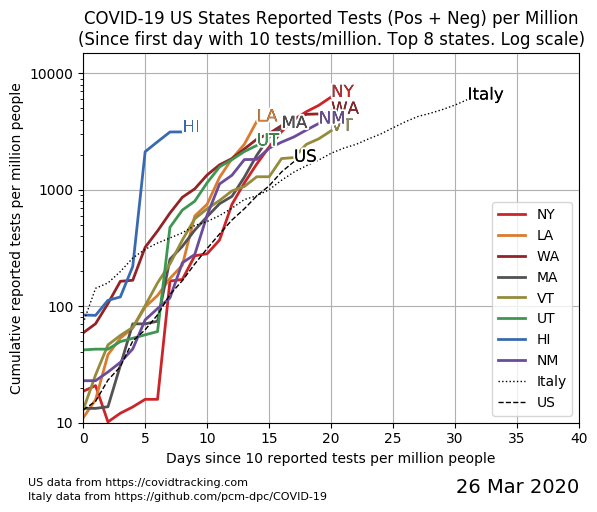 COVID-19 US States Reported Tests (Pos + Neg) per Million
(Since first day with 10 tests/million. Top 8 states. Log scale)
Cumulative reported tests per million people
10000
1000
100
10
HI
LA
UT
MA
NY
WA
NM
VT
US
Italy
NY
LA
WA
MA
VT
UT
HI
NM
Italy
US
0 5 10 15 20 25 30 35 40
Days since 10 reported tests per million people
US data from https://covidtracking.com
Italy data from https://github.com/pcm-dpc/COVID-19
26 Mar 2020